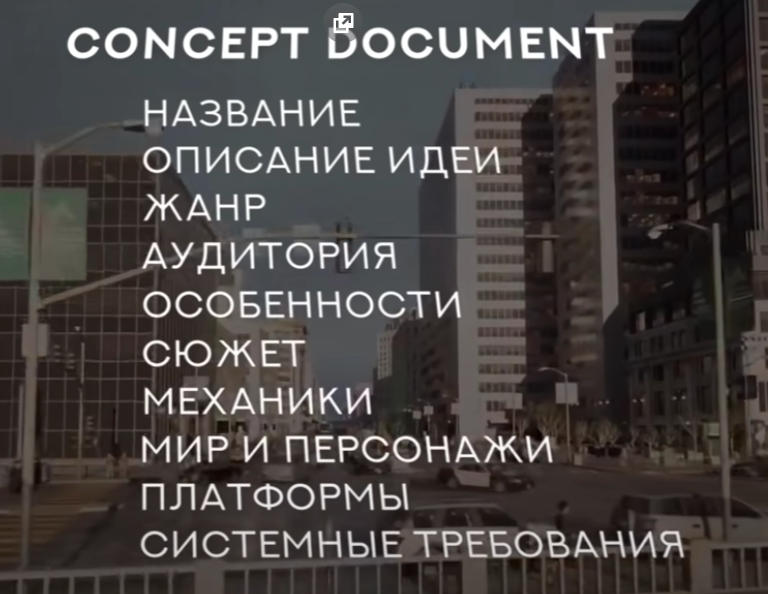 CONCEPT DOCUMENT
НАЗВАНИЕ
ОПИСАНИЕ ИДЕИ
ЖАНР
АУДИТОРИЯ
ОСОБЕННОСТИ
СЮЖЕТ
МЕХАНИКИ
МИР И ПЕРСОНАЖИ
ПЛАТФОРМЫ
СИСТЕМНЫЕ ТРЕБОВАНИЯ